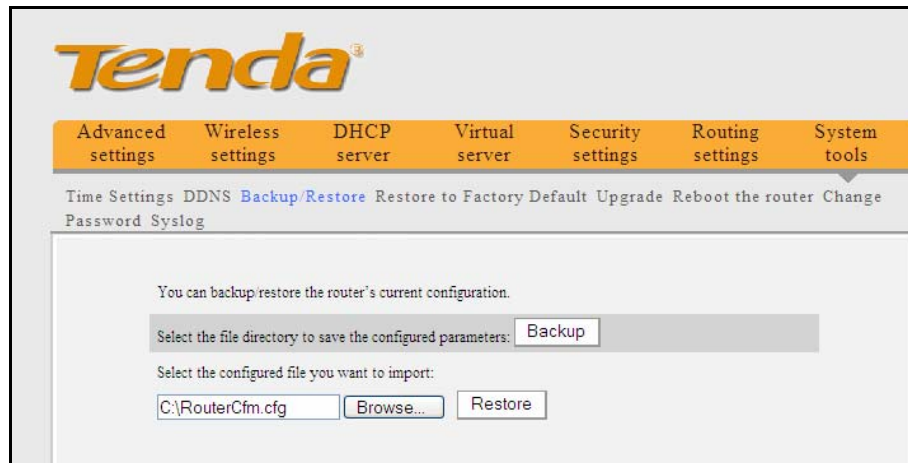 Tenda®
Advanced settings
Wireless settings
DHCP server
Virtual server
Security settings
Routing settings
System tools
Time Settings DDNS Backup/Restore Restore to Factory Default Upgrade Reboot the router Change
Password Syslog
You can backup/restore the router's current configuration.
Select the file directory to save the configured parameters: Backup
Select the configured file you want to import:
C:\RouterCfm.cfg Browse... Restore